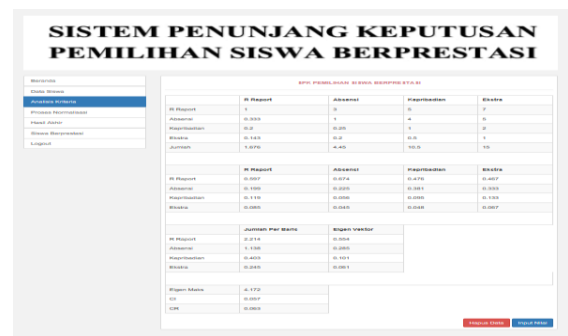 SISTEM PENUNJANG KEPUTUSAN
PEMILIHAN SISWA BERPRESTASI
Beranda
Data Siswa
Analisis Kriteria
Proses Normalisasi
Hasil Akhir
Siswa Berprestasi
Logout
SPK PEMILIHAN SISWA BERPRESTASI
R Raport Absensi Kepribadian Ekstra
R Raport 1 3 5 7
Absensi 0.333 1 4 5
Kepribadian 0.2 0.25 1 2
Ekstra 0.143 0.2 0.5 1
Jumlah 1.676 4.45 10.5 15
R Raport Absensi Kepribadian Ekstra
R Raport 0.597 0.674 0.476 0.467
Absensi 0.199 0.225 0.381 0.333
Kepribadian 0.119 0.056 0.095 0.133
Ekstra 0.085 0.045 0.048 0.067
Jumlah Per Baris Eigen Vektor
R Raport 2.214 0.554
Absensi 1.138 0.285
Kepribadian 0.403 0.101
Ekstra 0.245 0.061
Eigen Maks 4.172
CI 0.057
CR 0.063
Hapus Data Input Nilai